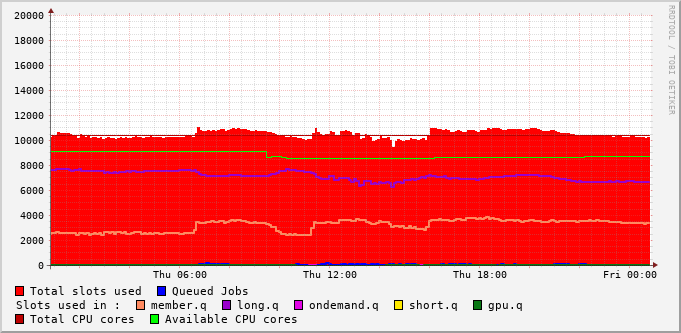 20000
18000
16000
14000
12000
10000
8000
6000
4000
2000
0
Thu 06:00 Thu 12:00 Thu 18:00 Fri 00:00
RRDTOOL / TOBI OETIKER
Total slots used Queued Jobs
Slots used in : member.q long.q ondemand.q short.q gpu.q
Total CPU cores Available CPU cores